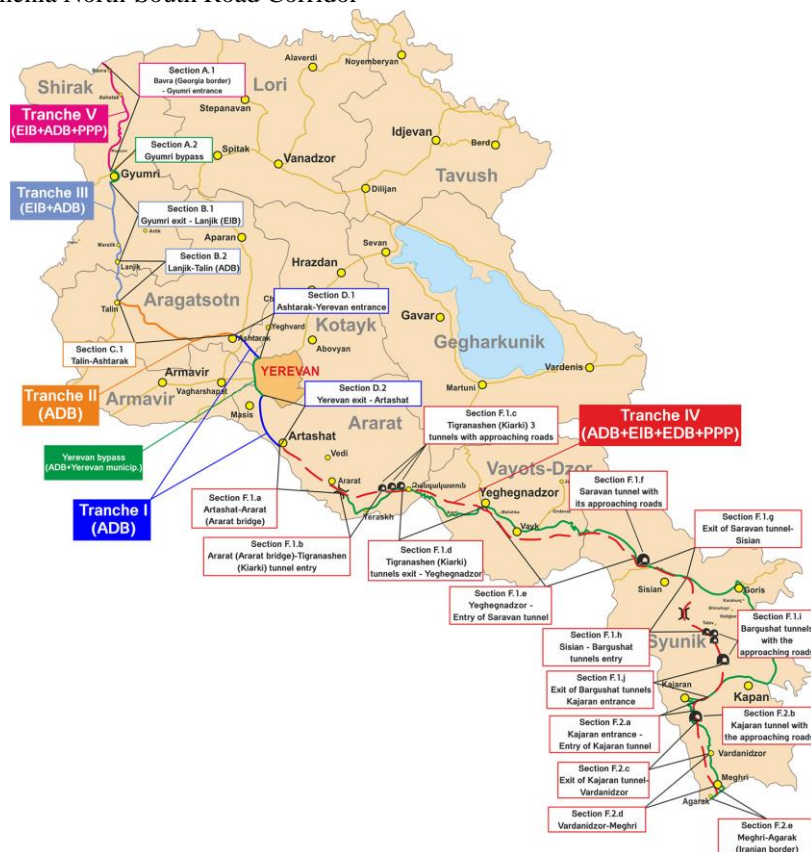 North-South Road Corridor
Section A.1
Bavra (Georgia border)
- Gyumri entrance
Noyemberyan
Alaverdi
Lori
Shirak
Bavra
Ashotsk
Stepanavan
Tranche V
(EIB+ADB+PPP)
Section A.2
Gyumri bypass
Spitak
Vanadzor
Idjevan
Berd
Tavush
Gyumri
Dilijan
Tranche III
(EIB+ADB)
Section B.1
Gyumri exit - Lanjik (EIB)
Artik
Maralik
Lanjik
Section B.2
Lanjik-Talin (ADB)
Aparan
Sevan
Hrazdan
Talin
Aragatsotn
Section D.1
Ashtarak-Yerevan entrance
Kotayk
Gavar
Gegharkunik
Ashtarak
Yeghvard
Abovyan
Section C.1
Talin-Ashtarak
Vardenis
Martuni
Tranche II
(ADB)
Armavir
Vagharshapat
Armavir
YEREVAN
Masis
Section D.2
Yerevan exit - Artashat
Ararat
Section F.1.c
Tigranashen (Kiarki) 3
tunnels with approaching roads
Tranche IV
(ADB+EIB+EDB+PPP)
Yerevan bypass
(ADB+Yerevan municip.)
Artashat
Vedi
Ararat
Tranche I
(ADB)
Vayots-Dzor
Yeghegnadzor
Vayk
Yeraskh
Section F.1.a
Artashat-Ararat
(Ararat bridge)
Section F.1.b
Ararat (Ararat bridge)-Tigranashen
(Kiarki) tunnel entry
Section F.1.d
Tigranashen (Kiarki)
tunnels exit - Yeghegnadzor
Section F.1.e
Yeghegnadzor -
Entry of Saravan tunnel
Section F.1.f
Saravan tunnel with
its approaching roads
Section F.1.g
Exit of Saravan tunnel-
Sisian
Sisian
Goris
Syunik
Section F.1.h
Sisian - Bargushat
tunnels entry
Section F.1.i
Bargushat tunnels
with the
approaching roads
Section F.1.j
Exit of Bargushat tunnels
Kajaran entrance
Kajaran
Kapan
Section F.2.a
Kajaran entrance -
Entry of Kajaran tunnel
Section F.2.b
Kajaran tunnel with
the approaching roads
Section F.2.c
Exit of Kajaran tunnel-
Vardanidzor
Vardanidzor
Section F.2.d
Vardanidzor-Meghri
Meghri
Agarak
Section F.2.e
Meghri-Agarak
(Iranian border)